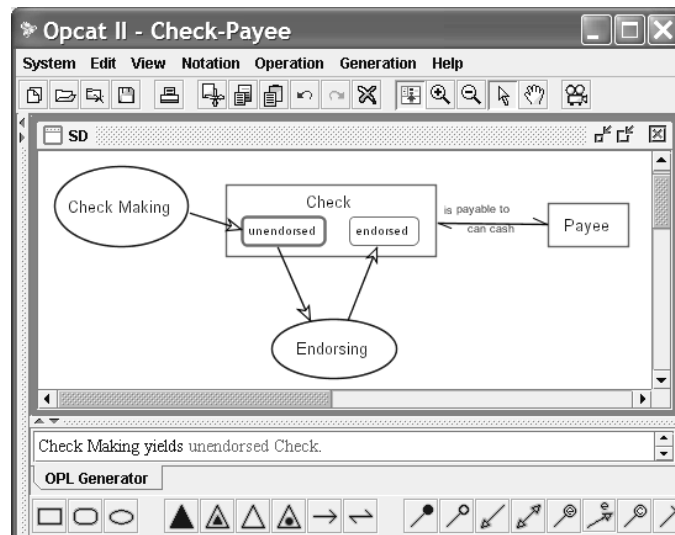 Opcat II - Check-Payee
System Edit View Notation Operation Generation Help
SD
Check Making
Check
unendorsed
endorsed
is payable to
can cash
Payee
Endorsing
Check Making yields unendorsed Check.
OPL Generator